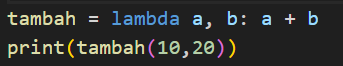 tambah = lambda a, b: a + b
print(tambah(10,20))